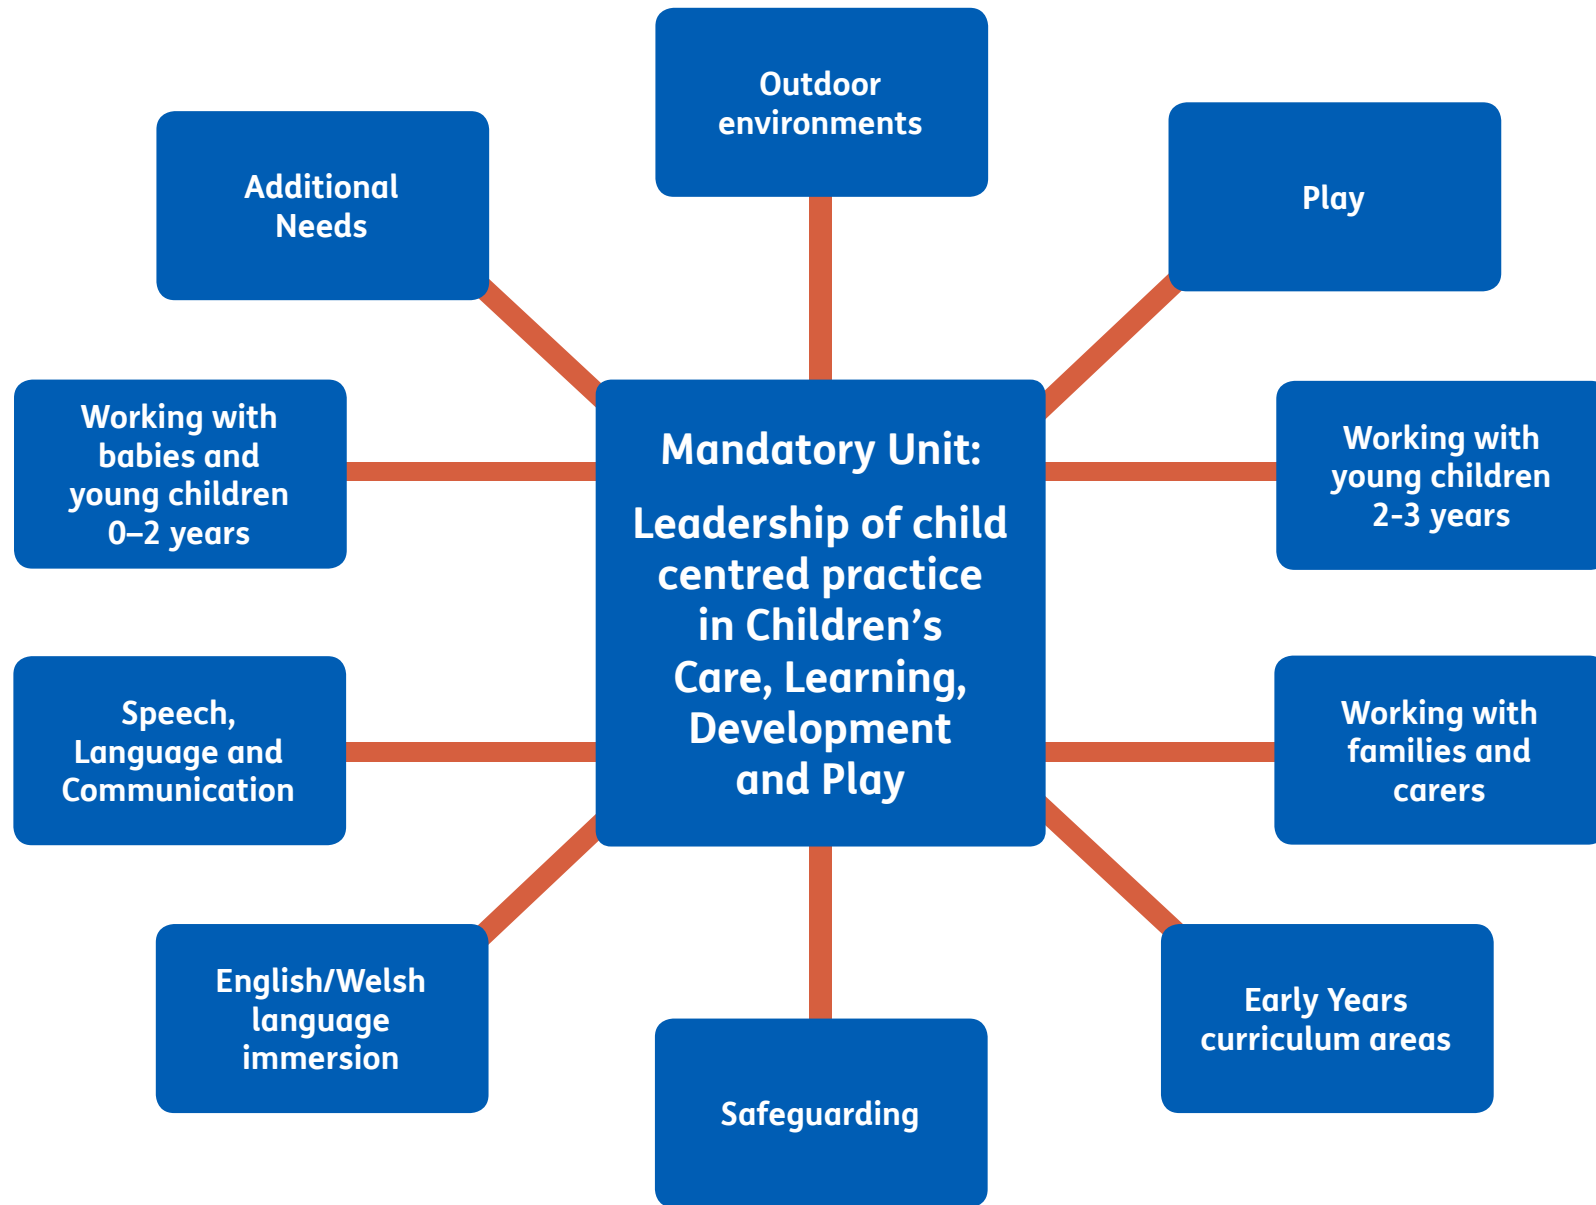 Outdoor
environments
Additional
Needs
Play
Working with
babies and
young children
0–2 years
Mandatory Unit:
Leadership of child
centred practice
in Children’s
Care, Learning,
Development
and Play
Working with
young children
2-3 years
Speech,
Language and
Communication
Working with
families and
carers
English/Welsh
language
immersion
Early Years
curriculum areas
Safeguarding